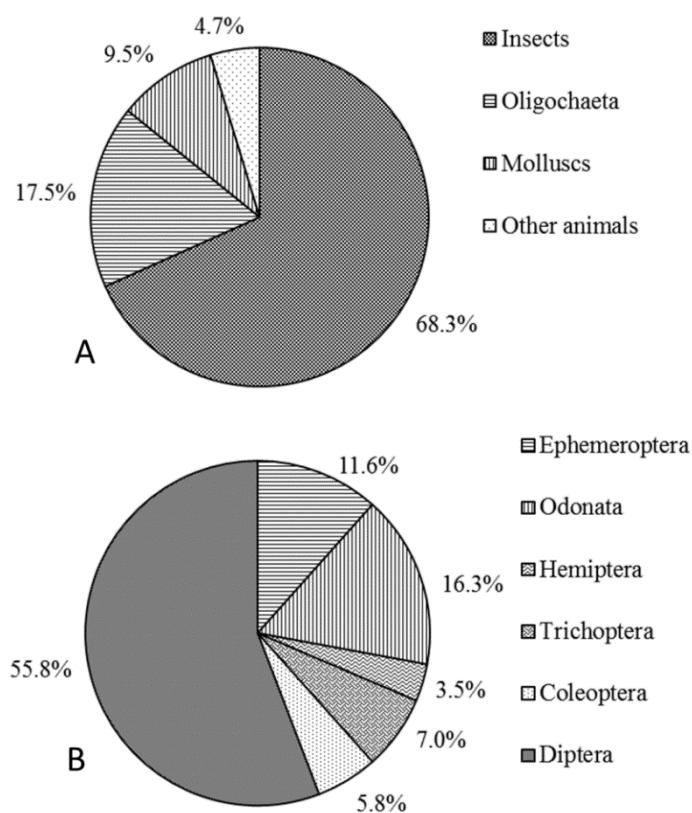 4.7%
9.5%
17.5%
68.3%
Insects
Oligochaeta
Molluscs
Other animals
A
11.6%
16.3%
3.5%
7.0%
5.8%
55.8%
Ephemeroptera
Odonata
Hemiptera
Trichoptera
Coleoptera
Diptera
B